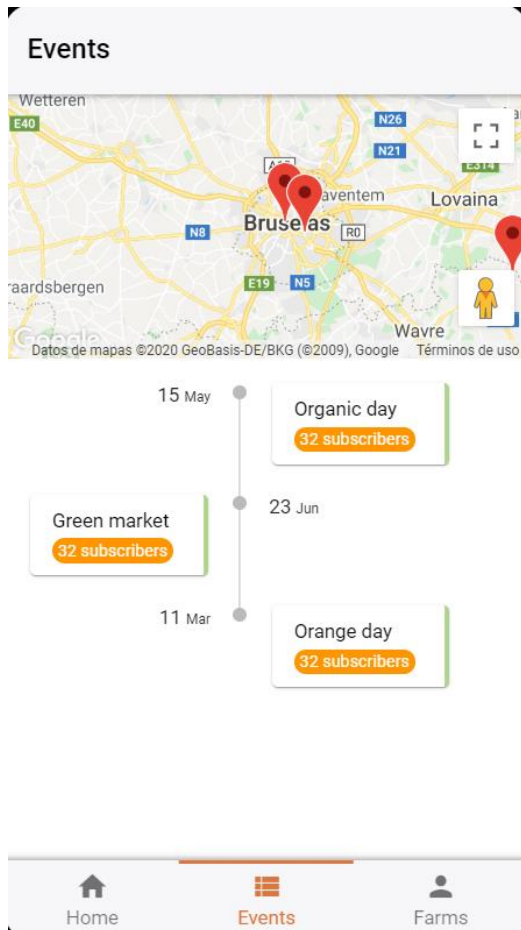 Events
Wetteren
E40
N26
N21
E314
Lovaina
Bruselas
N8
R0
E19
N5
Wavre
Google
Datos de mapas ©2020 GeoBasis-DE/BKG (©2009), Google Términos de uso
15 May
Organic day
32 subscribers
23 Jun
Green market
32 subscribers
11 Mar
Orange day
32 subscribers
Home
Events
Farms